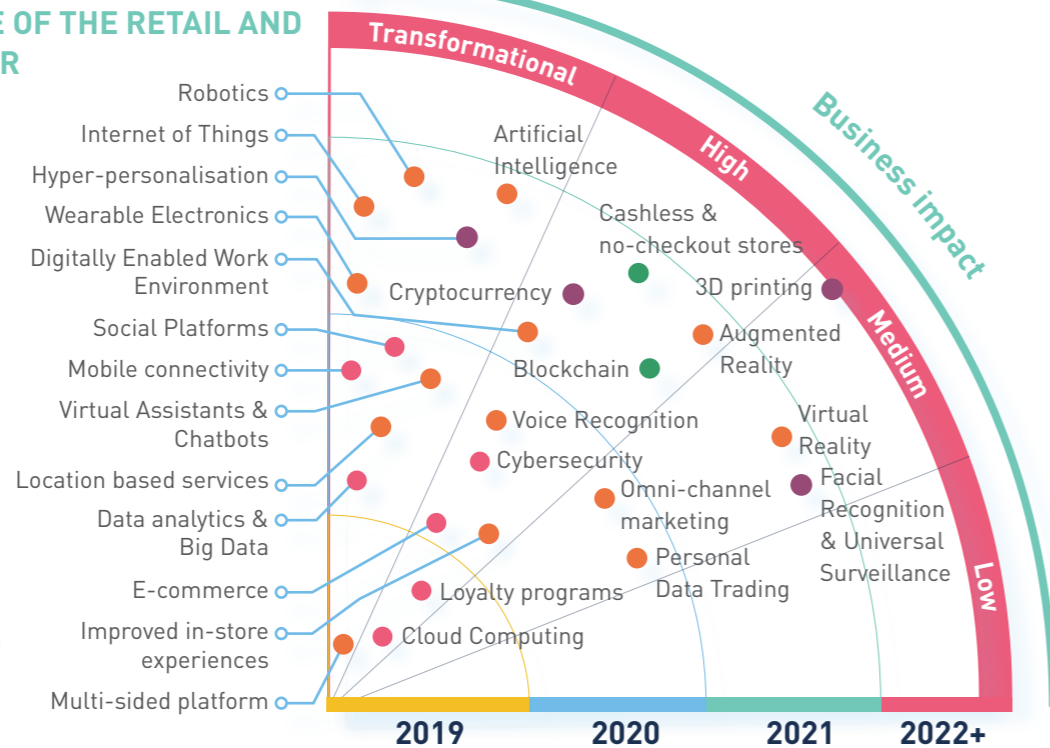 E OF THE RETAIL AND
R
Transformational
High
Medium
Low
Business impact
Robotics
Internet of Things
Hyper-personalisation
Wearable Electronics
Digitally Enabled Work
Environment
Social Platforms
Mobile connectivity
Virtual Assistants &
Chatbots
Location based services
Data analytics &
Big Data
E-commerce
Improved in-store
experiences
Multi-sided platform
Artificial
Intelligence
Cashless &
no-checkout stores
Cryptocurrency
3D printing
Augmented
Reality
Blockchain
Voice Recognition
Virtual
Reality
Cybersecurity
Facial
Recognition
& Universal
Surveillance
Omni-channel
marketing
Personal
Data Trading
Loyalty programs
Cloud Computing
2019
2020
2021
2022+